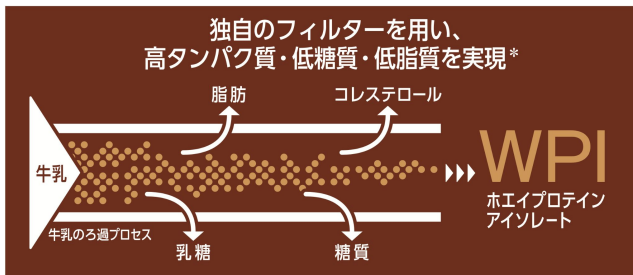 独自のフィルターを用い、
高タンパク質・低糖質・低脂質を実現*
脂肪
コレステロール
牛乳
WPI
ホエイプロテイン
アイソレート
牛乳のろ過プロセス
乳糖
糖質